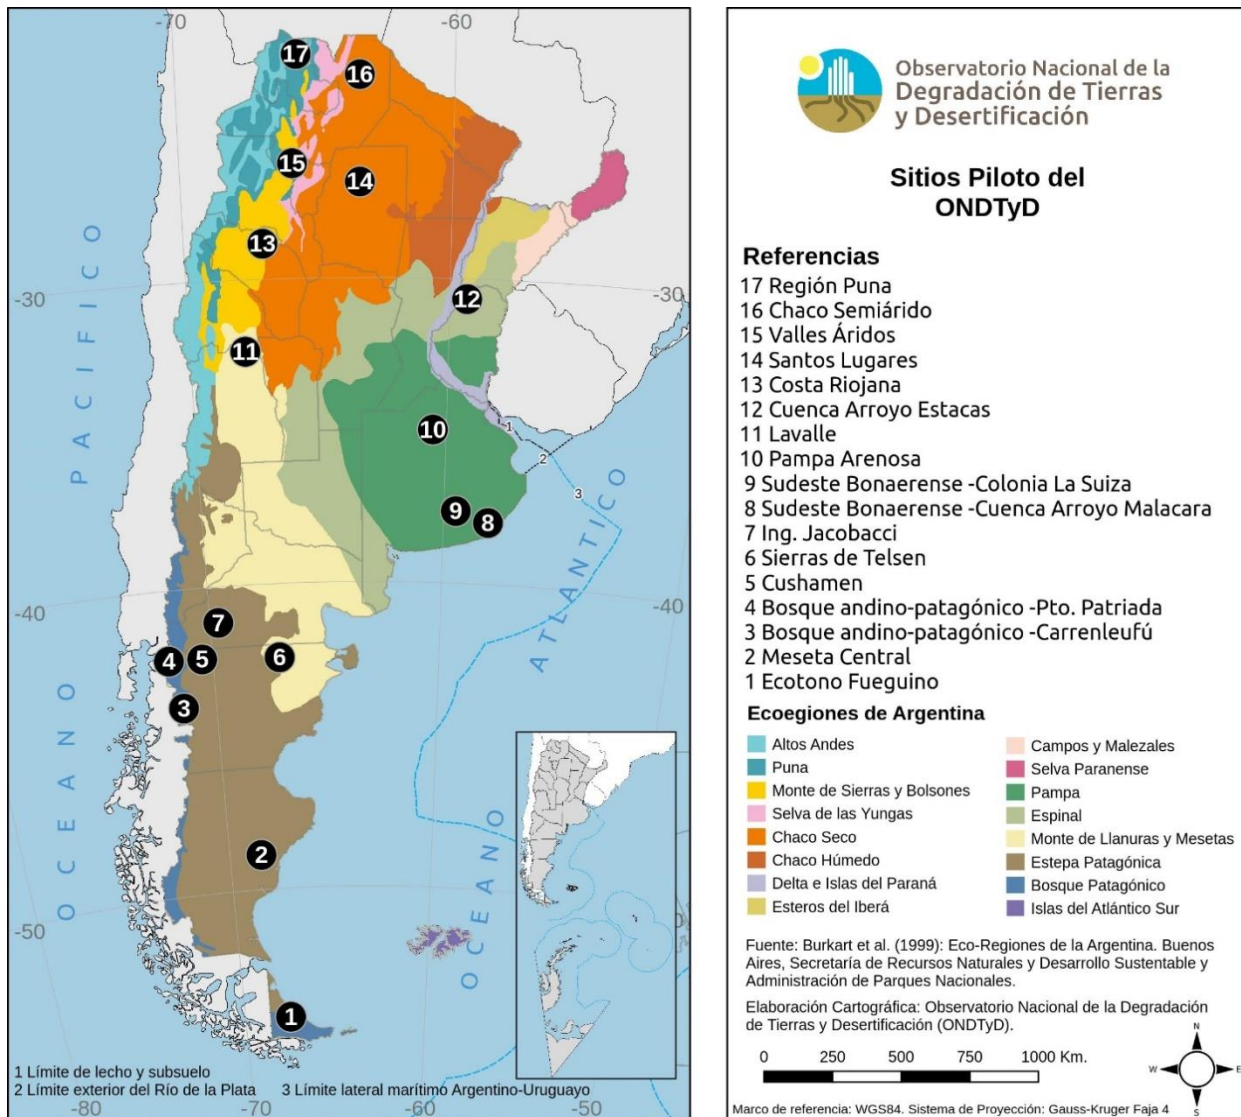 -70
-60
17
16
15
14
13
12
11
10
9
8
7
6
5
4
3
2
1
-30
-30
-40
-40
-50
0
1
2
3
PACIFICO
OCEANO
ATLANTICO
OCEANO
1 Límite de lecho y subsuelo
2 Límite exterior del Río de la Plata 3 Límite lateral marítimo Argentino-Uruguayo
-80
-70
-60
-50
Observatorio Nacional de la
Degradación de Tierras
y Desertificación
Sitios Piloto del
ONDTyD
Referencias
17 Región Puna
16 Chaco Semiárido
15 Valles Áridos
14 Santos Lugares
13 Costa Riojana
12 Cuenca Arroyo Estacas
11 Lavalle
10 Pampa Arenosa
9 Sudeste Bonaerense -Colonia La Suiza
8 Sudeste Bonaerense -Cuenca Arroyo Malacara
7 Ing. Jacobacci
6 Sierras de Telsen
5 Cushamen
4 Bosque andino-patagónico -Pto. Patriada
3 Bosque andino-patagónico -Carrenleufú
2 Meseta Central
1 Ecotono Fueguino
Ecoegiones de Argentina
Altos Andes
Puna
Monte de Sierras y Bolsones
Selva de las Yungas
Chaco Seco
Chaco Húmedo
Delta e Islas del Paraná
Esteros del Iberá
Campos y Malezales
Selva Paranense
Pampa
Espinal
Monte de Llanuras y Mesetas
Estepa Patagónica
Bosque Patagónico
Islas del Atlántico Sur
Fuente: Burkart et al. (1999): Eco-Regiones de la Argentina. Buenos
Aires, Secretaría de Recursos Naturales y Desarrollo Sustentable y
Administración de Parques Nacionales.
Elaboración Cartográfica: Observatorio Nacional de la Degradación
de Tierras y Desertificación (ONDTyD).
0 250 500 750 1000 Km.
N
W E
S
Marco de referencia: WGS84. Sistema de Proyección: Gauss-Kruger Faja 4